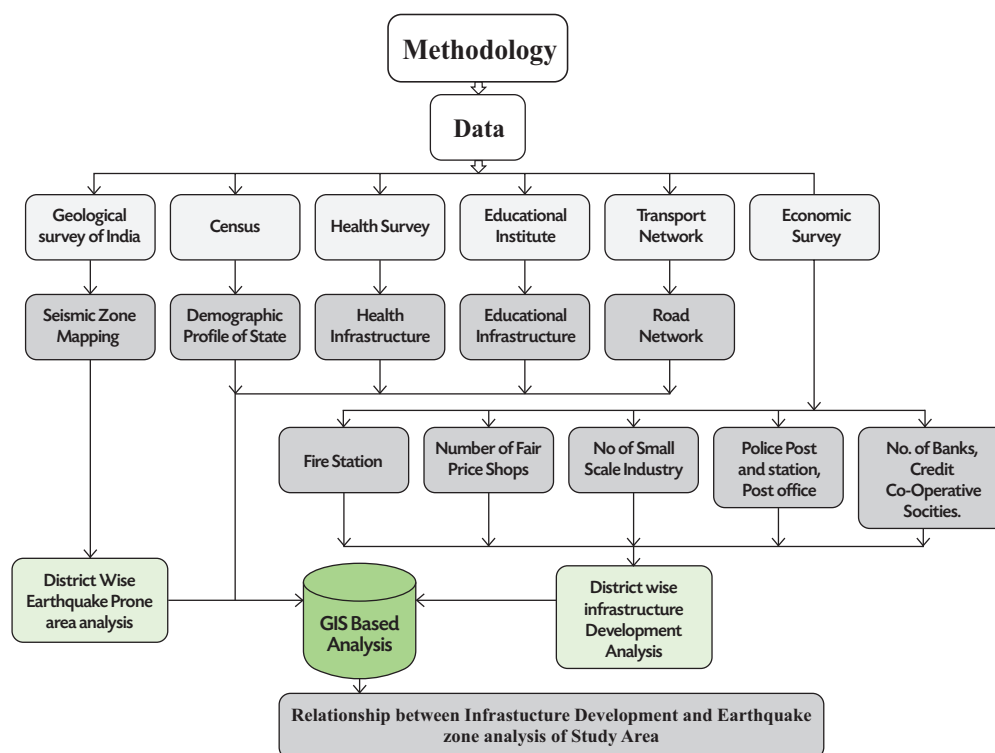 Methodology
Data
Geological
survey of India
Census
Health Survey
Educational
Institute
Transport
Network
Economic
Survey
Seismic Zone
Mapping
Demographic
Profile of State
Health
Infrastructure
Educational
Infrastructure
Road
Network
Fire Station
Number of Fair
Price Shops
No of Small
Scale Industry
Police Post
and station,
Post office
No. of Banks,
Credit
Co-Operative
Socities.
District Wise
Earthquake Prone
area analysis
GIS Based
Analysis
District wise
infrastructure
Development
Analysis
Relationship between Infrastucture Development and Earthquake
zone analysis of Study Area